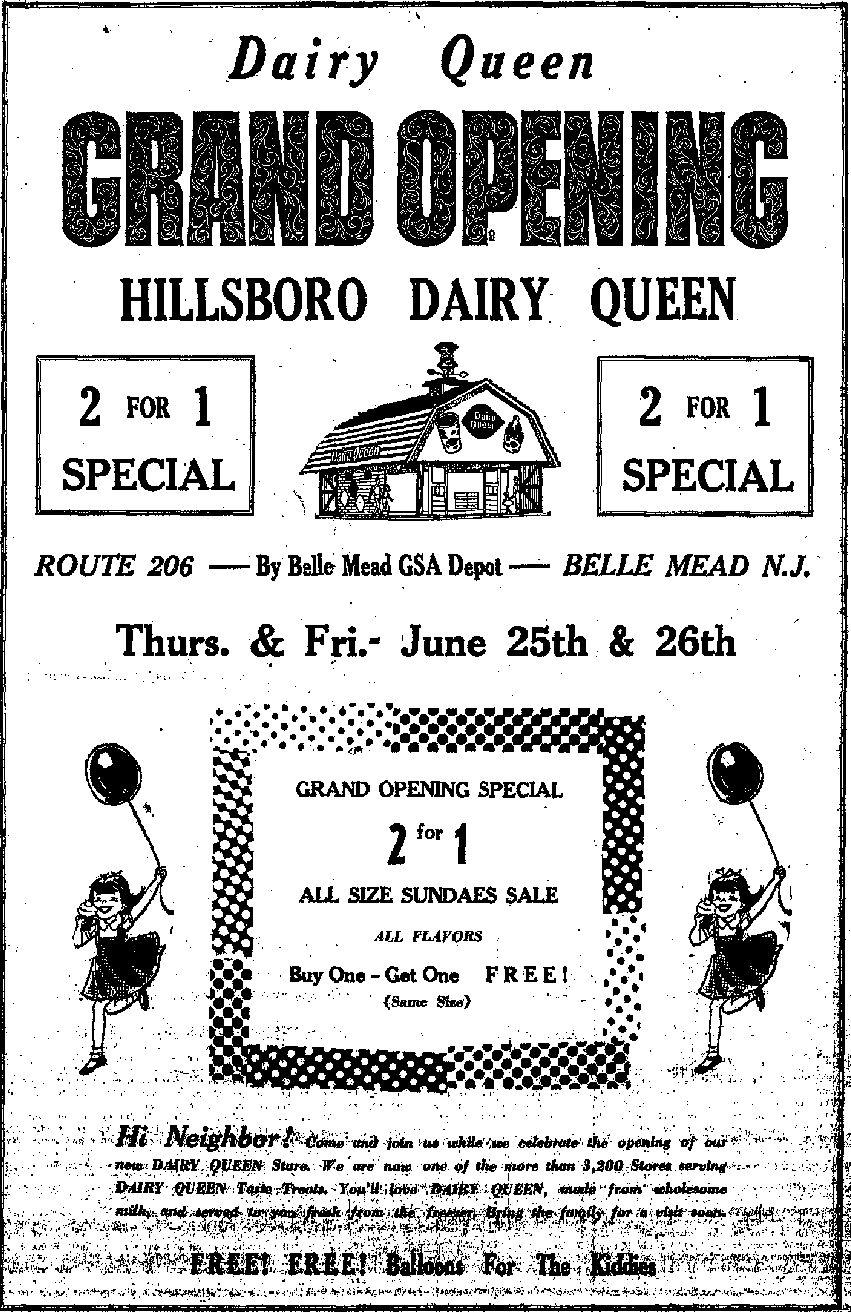 Dairy Queen
GRAND OPENING
HILLSBORO DAIRY QUEEN
2 FOR 1
SPECIAL
Dairy
Queen
2 FOR 1
SPECIAL
ROUTE 206 — By Belle Mead GSA Depot — BELLE MEAD N.J.
Thurs. & Fri.- June 25th & 26th
GRAND OPENING SPECIAL
2 for 1
ALL SIZE SUNDAES SALE
ALL FLAVORS
Buy One - Get One FREE!
(Same Size)
Hi Neighbor! Come and join us while we celebrate the opening of our
new DAIRY QUEEN Store. We are now one of the more than 3,200 Stores serving
DAIRY QUEEN Taste Treats. You'll love DAIRY QUEEN, made from wholesome
milk, and served to you fresh from the freezer. Bring the family for a visit soon.
FREE! FREE! Balloons For The Kiddies